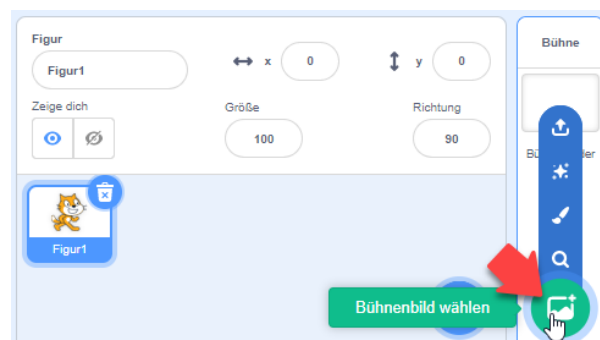 Figur
Figur1
x 0
y 0
Bühne
Zeige dich
Größe
Richtung
100
90
Figur1
Bühnenbild wählen